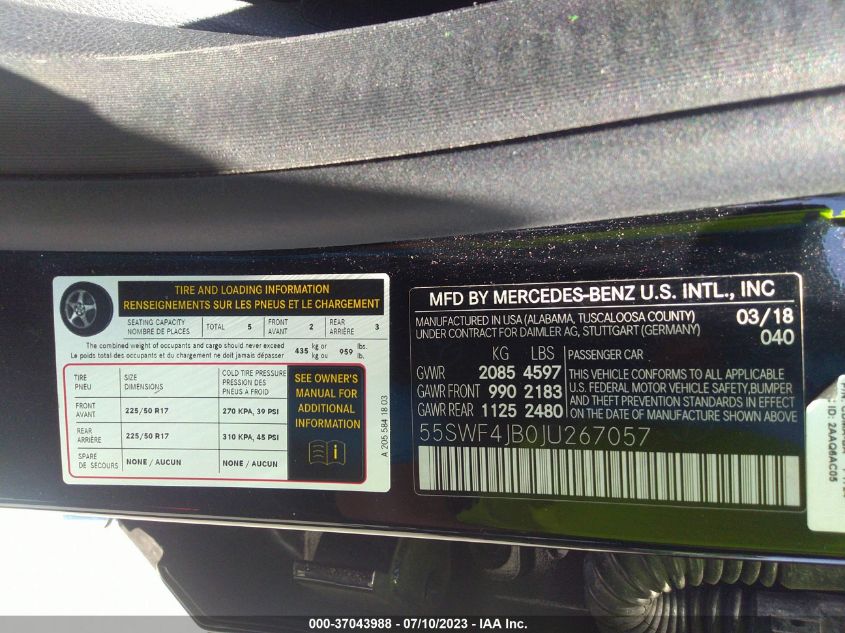 TIRE AND LOADING INFORMATION
RENSEIGNEMENTS SUR LES PNEUS ET LE CHARGEMENT
SEATING CAPACITY
NOMBRE DE PLACES
TOTAL 5
FRONT
AVANT
2
REAR
ARRIÈRE
3
The combined weight of occupants and cargo should never exceed
Le poids total des occupants et du chargement ne doit jamais dépasser
435 kg or
kg ou
959 lbs.
lb.
TIRE
PNEU
SIZE
DIMENSIONS
COLD TIRE PRESSURE
PRESSION DES
PNEUS A FROID
FRONT
AVANT
225/50 R17
270 KPA, 39 PSI
REAR
ARRIÈRE
225/50 R17
310 KPA, 45 PSI
SPARE
DE SECOURS
NONE / AUCUN
NONE / AUCUN
SEE OWNER'S
MANUAL FOR
ADDITIONAL
INFORMATION
A 205 584 18 03
MFD BY MERCEDES-BENZ U.S. INTL., INC
MANUFACTURED IN USA (ALABAMA, TUSCALOOSA COUNTY)
UNDER CONTRACT FOR DAIMLER AG, STUTTGART (GERMANY)
03/18
040
KG LBS
GWR 2085 4597
GAWR FRONT 990 2183
GAWR REAR 1125 2480
PASSENGER CAR
THIS VEHICLE CONFORMS TO ALL APPLICABLE
U.S. FEDERAL MOTOR VEHICLE SAFETY,BUMPER
AND THEFT PREVENTION STANDARDS IN EFFECT
ON THE DATE OF MANUFACTURE SHOWN ABOVE
55SWF4JB0JU267057
C ID: 2AAQ6AC05
000-37043988 - 07/10/2023 - IAA Inc.